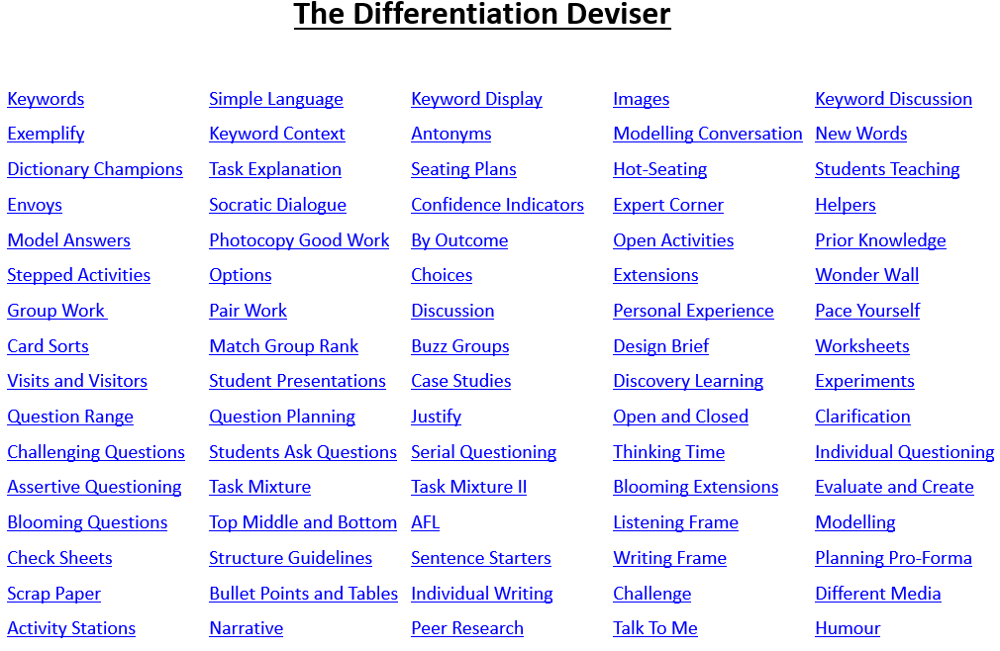 The Differentiation Deviser
Keywords Simple Language Keyword Display Images Keyword Discussion
Exemplify Keyword Context Antonyms Modelling Conversation New Words
Dictionary Champions Task Explanation Seating Plans Hot-Seating Students Teaching
Envoys Socratic Dialogue Confidence Indicators Expert Corner Helpers
Model Answers Photocopy Good Work By Outcome Open Activities Prior Knowledge
Stepped Activities Options Choices Extensions Wonder Wall
Group Work Pair Work Discussion Personal Experience Pace Yourself
Card Sorts Match Group Rank Buzz Groups Design Brief Worksheets
Visits and Visitors Student Presentations Case Studies Discovery Learning Experiments
Question Range Question Planning Justify Open and Closed Clarification
Challenging Questions Students Ask Questions Serial Questioning Thinking Time Individual Questioning
Assertive Questioning Task Mixture Task Mixture II Blooming Extensions Evaluate and Create
Blooming Questions Top Middle and Bottom AFL Listening Frame Modelling
Check Sheets Structure Guidelines Sentence Starters Writing Frame Planning Pro-Forma
Scrap Paper Bullet Points and Tables Individual Writing Challenge Different Media
Activity Stations Narrative Peer Research Talk To Me Humour